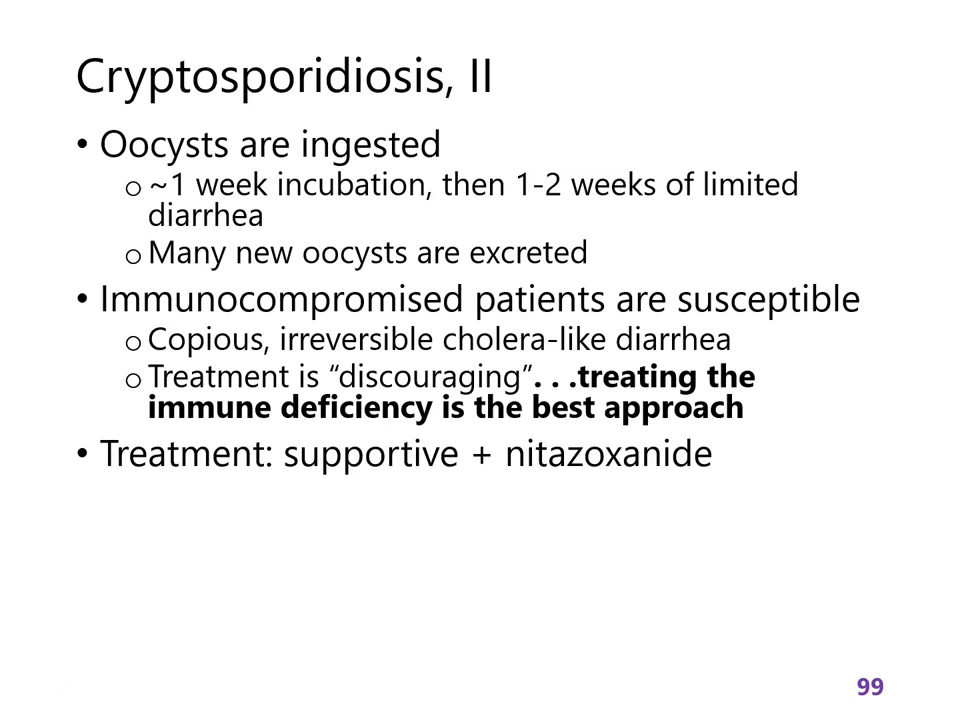 Cryptosporidiosis, II
• Oocysts are ingested
o ~1 week incubation, then 1-2 weeks of limited
diarrhea
o Many new oocysts are excreted
• Immunocompromised patients are susceptible
o Copious, irreversible cholera-like diarrhea
o Treatment is “discouraging”. . .treating the
immune deficiency is the best approach
• Treatment: supportive + nitazoxanide
99